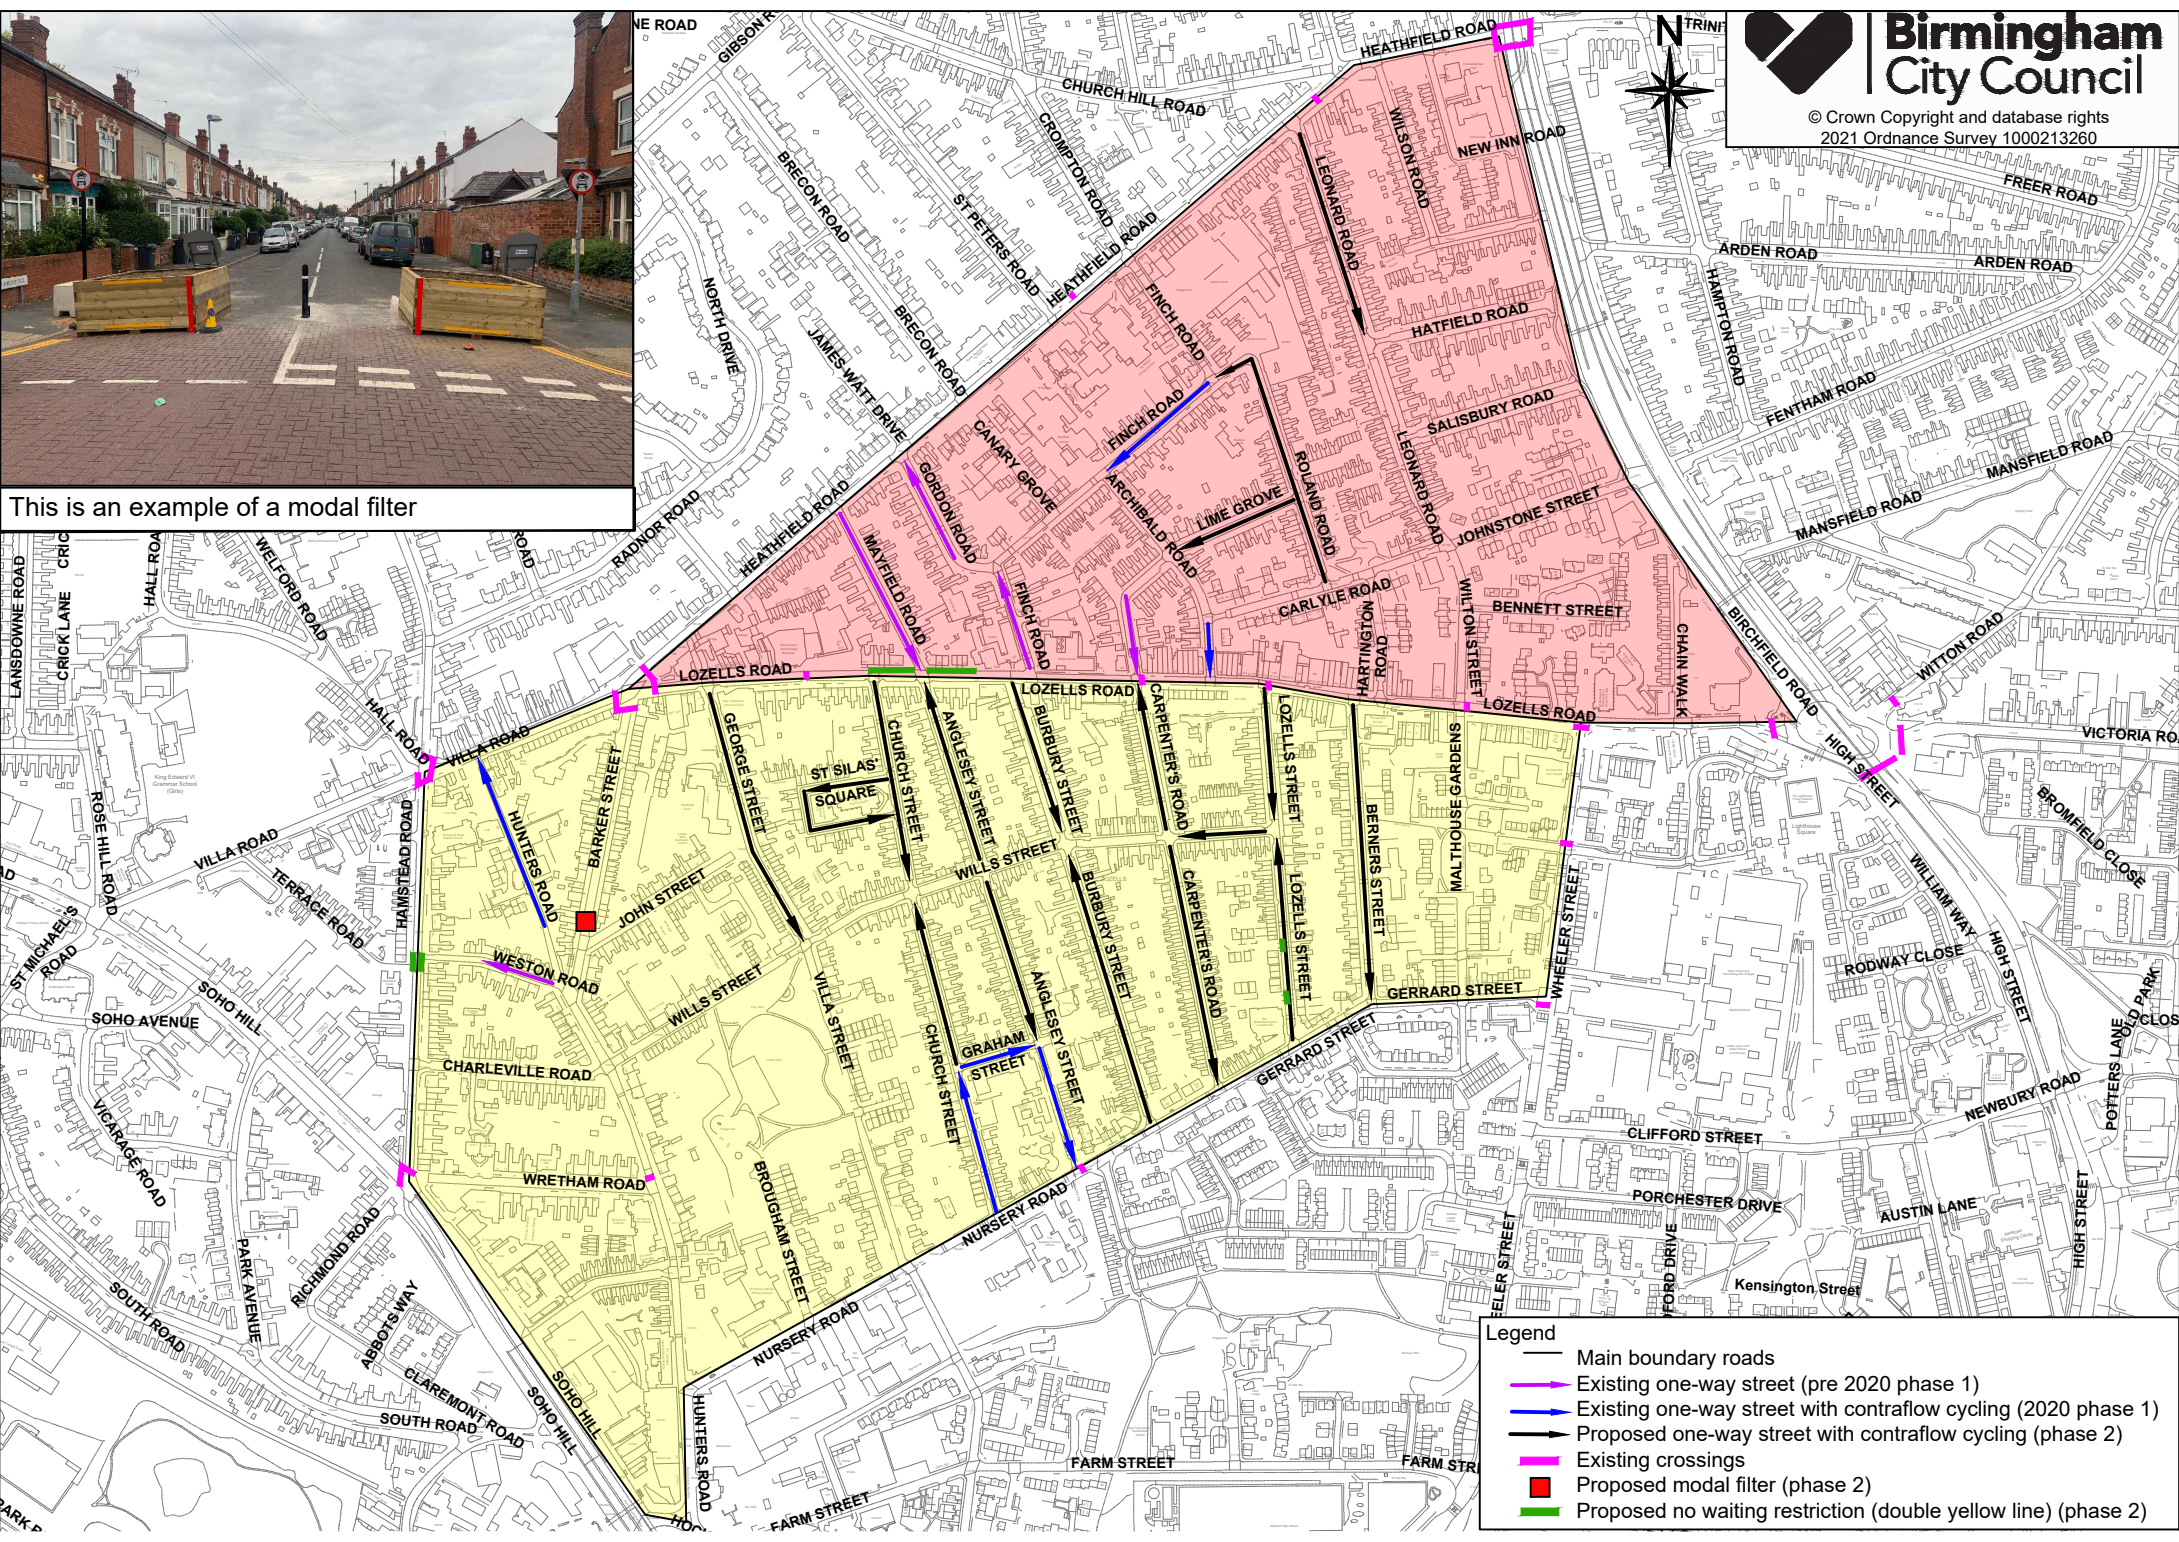 This is an example of a modal filter
Birmingham
City Council
© Crown Copyright and database rights
2021 Ordnance Survey 1000213260
N
NE ROAD
HEATHFIELD ROAD
CHURCH HILL ROAD
CROMPTON ROAD
BRECON ROAD
ST PETERS ROAD
HEATHFIELD ROAD
NORTH DRIVE
BRECON ROAD
JAMES WATT DRIVE
WILSON ROAD
NEW INN ROAD
LEONARD ROAD
FINCH ROAD
HATFIELD ROAD
FREER ROAD
ARDEN ROAD
ARDEN ROAD
HAMPTON ROAD
FENTHAM ROAD
MANSFIELD ROAD
MANSFIELD ROAD
SALISBURY ROAD
FINCH ROAD
CANARY GROVE
GORDON ROAD
ARCHIBALD ROAD
LIME GROVE
ROLAND ROAD
LEONARD ROAD
JOHNSTONE STREET
RADNOR ROAD
HEATHFIELD ROAD
MAYFIELD ROAD
FINCH ROAD
CARLYLE ROAD
HARTINGTON
ROAD
WILTON STREET
BENNETT STREET
CHAIN WALK
BIRCHFIELD ROAD
WITTON ROAD
LANSDOWNE ROAD
CRICK LANE
WELFORD ROAD
HALL ROAD
LOZELLS ROAD
LOZELLS ROAD
LOZELLS ROAD
VICTORIA RO
HIGH STREET
VILLA ROAD
VILLA ROAD
ROSE HILL ROAD
HAMSTEAD ROAD
TERRACE ROAD
HUNTERS ROAD
BARKER STREET
JOHN STREET
GEORGE STREET
ST SILAS'
SQUARE
CHURCH STREET
ANGLESEY STREET
BURBURY STREET
CARPENTER'S ROAD
LOZELLS STREET
BERNERS STREET
MALTHOUSE GARDENS
WILLS STREET
BURBURY STREET
CARPENTER'S ROAD
LOZELLS STREET
WHEELER STREET
GERRARD STREET
GERRARD STREET
BROMFIELD CLOSE
WILLIAM WAY
RODWAY CLOSE
HIGH STREET
OLD PARK
CLOS
POTTERS LANE
NEWBURY ROAD
ST MICHAEL'S
ROAD
SOHO HILL
SOHO AVENUE
WESTON ROAD
WILLS STREET
VILLA STREET
CHARLEVILLE ROAD
CHURCH STREET
GRAHAM
STREET
ANGLESEY STREET
VICARAGE ROAD
WRETHAM ROAD
BROUGHAM STREET
NURSERY ROAD
NURSERY ROAD
CLIFFORD STREET
PORCHESTER DRIVE
AUSTIN LANE
HIGH STREET
Kensington Street
PARK AVENUE
RICHMOND ROAD
ABBOTS WAY
SOUTH ROAD
CLAREMONT ROAD
SOUTH ROAD
SOHO HILL
SOHO HILL
HUNTERS ROAD
FARM STREET
FARM STREET
Legend
Main boundary roads
Existing one-way street (pre 2020 phase 1)
Existing one-way street with contraflow cycling (2020 phase 1)
Proposed one-way street with contraflow cycling (phase 2)
Existing crossings
Proposed modal filter (phase 2)
Proposed no waiting restriction (double yellow line) (phase 2)